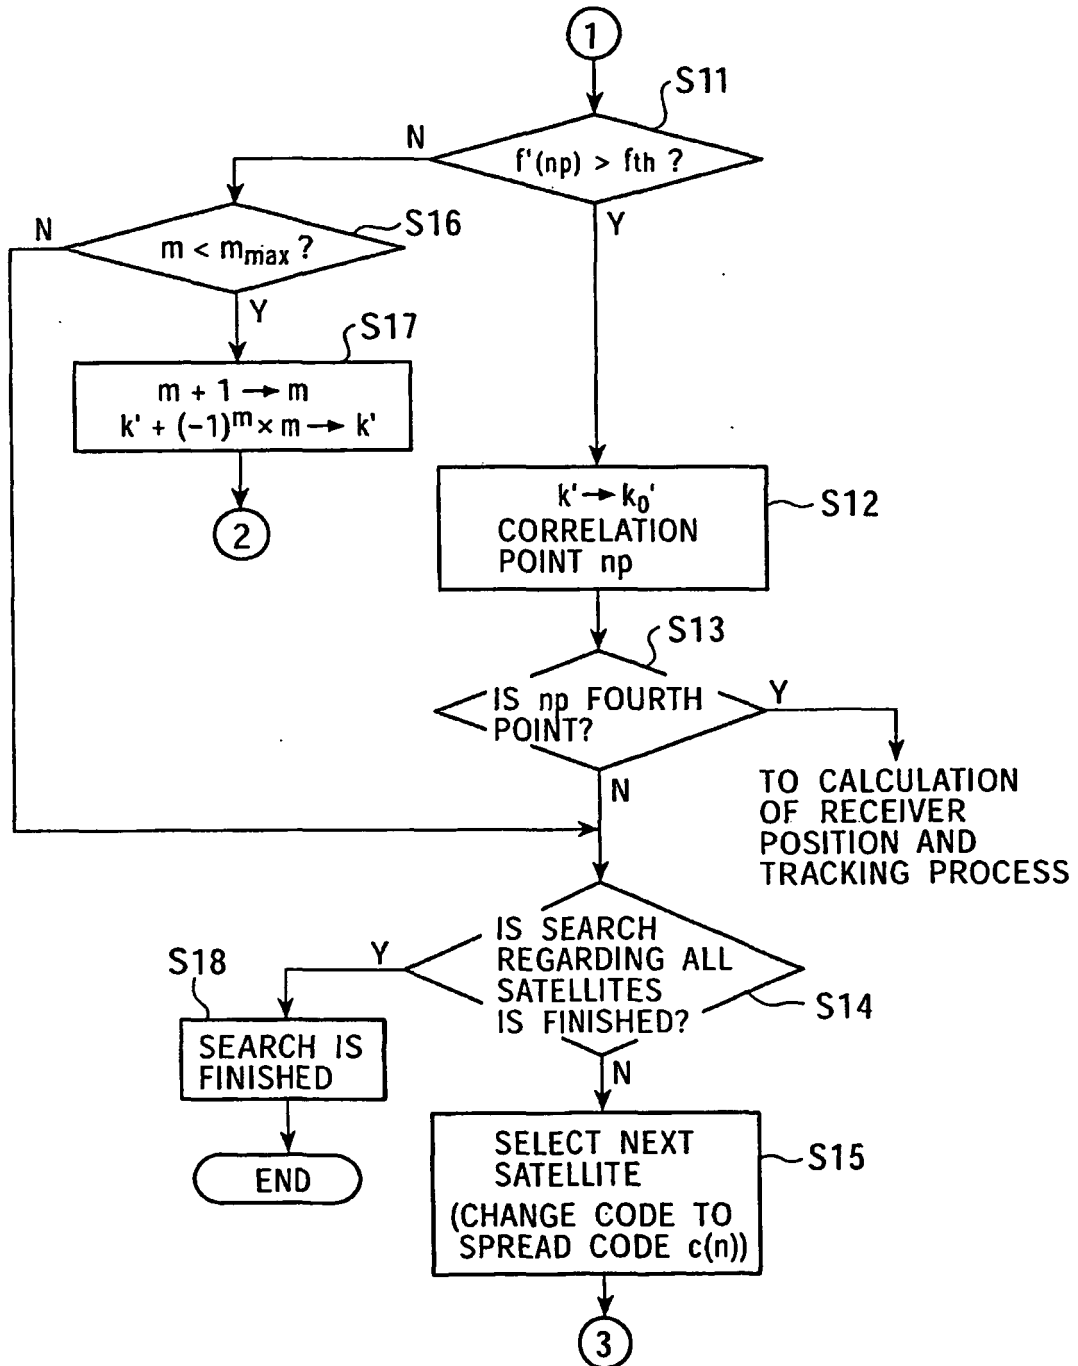 1
S11
N
f'(np) > fth ?
Y
N
S16
m < mmax ?
Y
S17
m + 1 → m
k' + (-1)^m × m → k'
2
k' → k0'
CORRELATION
POINT np
S12
S13
IS np FOURTH
POINT?
Y
N
TO CALCULATION
OF RECEIVER
POSITION AND
TRACKING PROCESS
IS SEARCH
REGARDING ALL
SATELLITES
IS FINISHED?
S14
Y
S18
SEARCH IS
FINISHED
END
N
SELECT NEXT
SATELLITE
(CHANGE CODE TO
SPREAD CODE c(n))
S15
3